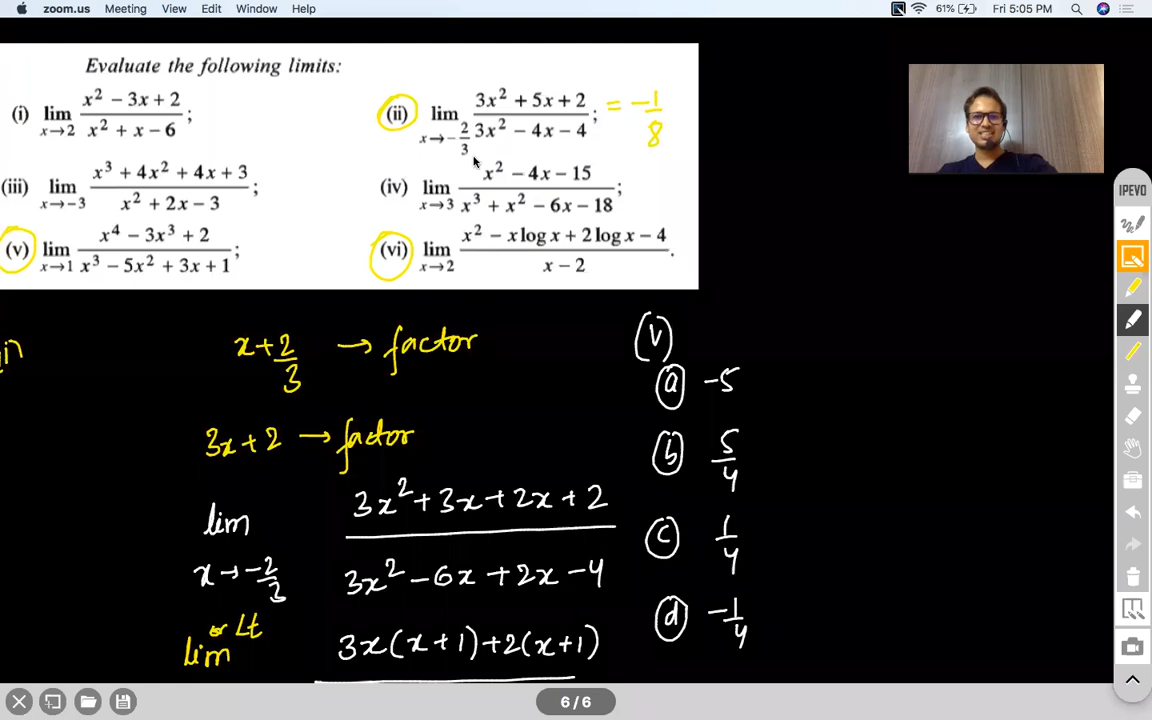 zoom.us Meeting View Edit Window Help 61% Fri 5:05 PM
Evaluate the following limits:
(i) lim x→2 x² − 3x + 2 / x² + x − 6 ;
(ii) lim x→−2/3 3x² + 5x + 2 / 3x² − 4x − 4 ; = −1/8
(iii) lim x→−3 x³ + 4x² + 4x + 3 / x² + 2x − 3 ;
(iv) lim x→3 x² − 4x − 15 / x³ + x² − 6x − 18 ;
(v) lim x→1 x⁴ − 3x³ + 2 / x³ − 5x² + 3x + 1 ;
(vi) lim x→2 x² − x log x + 2 log x − 4 / x − 2 .
x + 2/3 → factor
3x + 2 → factor
lim x→−2/3 3x² + 3x + 2x + 2 / 3x² − 6x + 2x − 4
or Lt
lim 3x(x+1)+2(x+1)
(V)
(a) −5
(b) 5/4
(c) 1/4
(d) −1/4
IPEVO
6 / 6